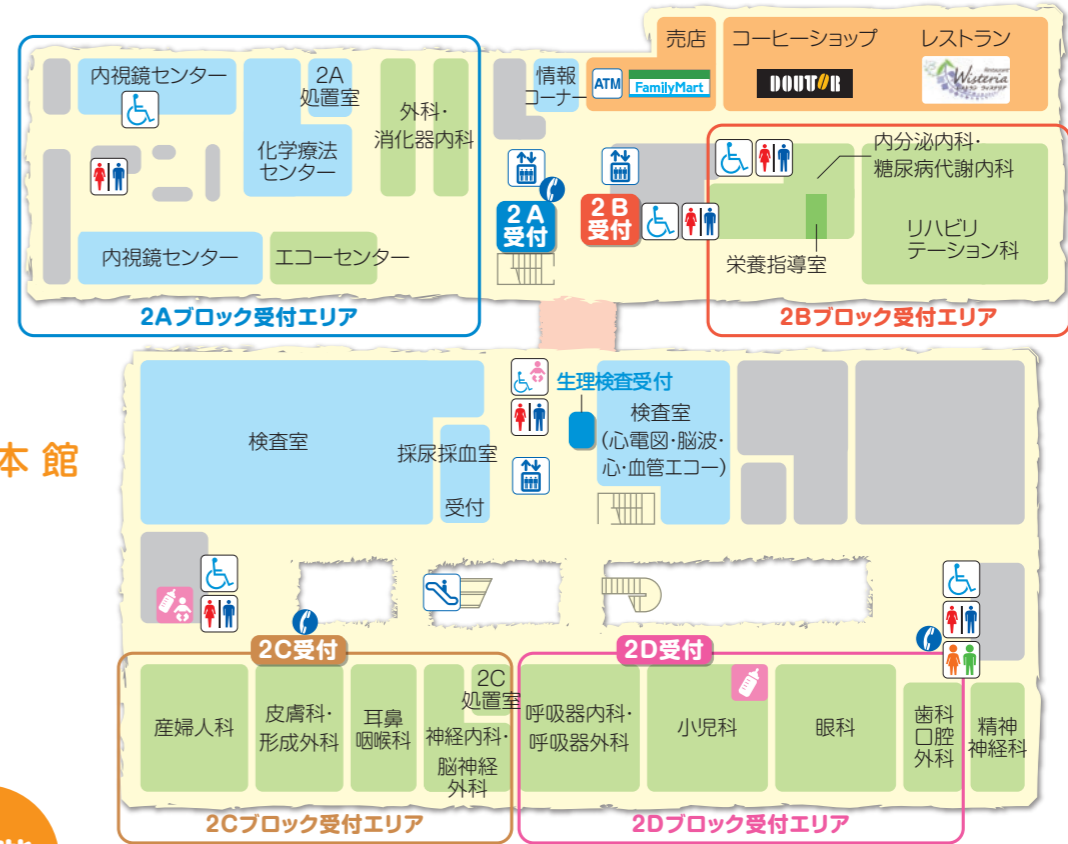 売店
コーヒーショップ
レストラン
内視鏡センター
2A
処置室
外科・
消化器内科
情報
コーナー
ATM
FamilyMart
DOUTOR
Restaurant
Wisteria
化学療法
センター
内分泌内科・
糖尿病代謝内科
2A
受付
2B
受付
リハビリ
テーション科
内視鏡センター
エコーセンター
栄養指導室
2Aブロック受付エリア
2Bブロック受付エリア
本館
検査室
採尿採血室
受付
生理検査受付
検査室
(心電図・脳波・
心・血管エコー)
2C受付
2D受付
産婦人科
皮膚科・
形成外科
耳鼻
咽喉科
2C
処置室
神経内科・
脳神経
外科
呼吸器内科・
呼吸器外科
小児科
眼科
歯科
口腔
外科
精神
神経科
2Cブロック受付エリア
2Dブロック受付エリア